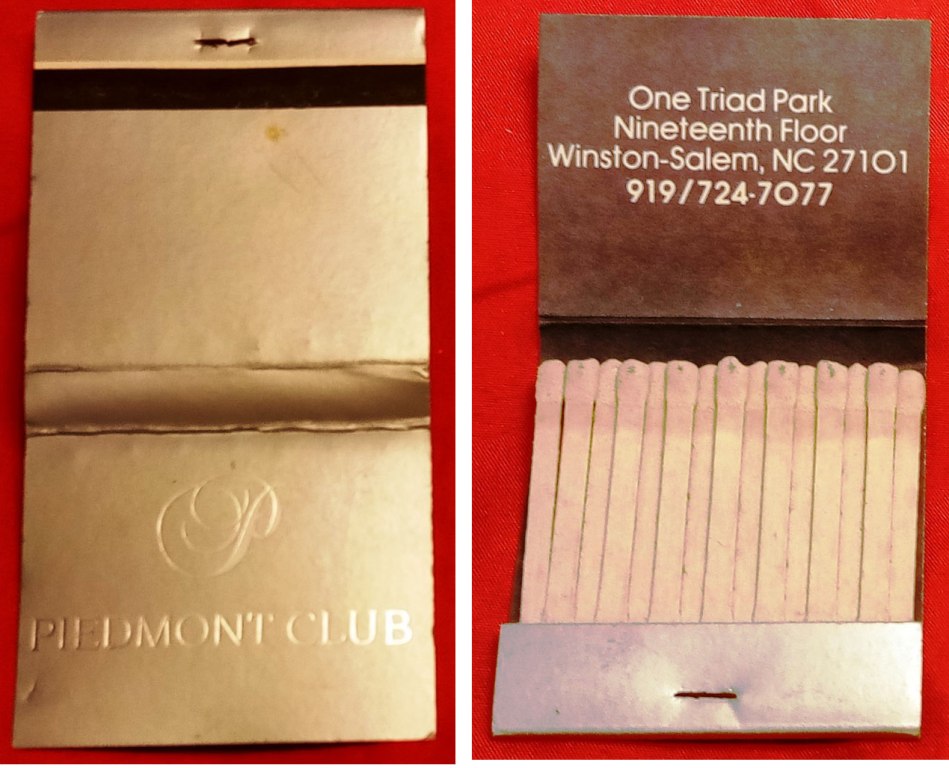 P
PIEDMONT CLUB
One Triad Park
Nineteenth Floor
Winston-Salem, NC 27101
919/724-7077